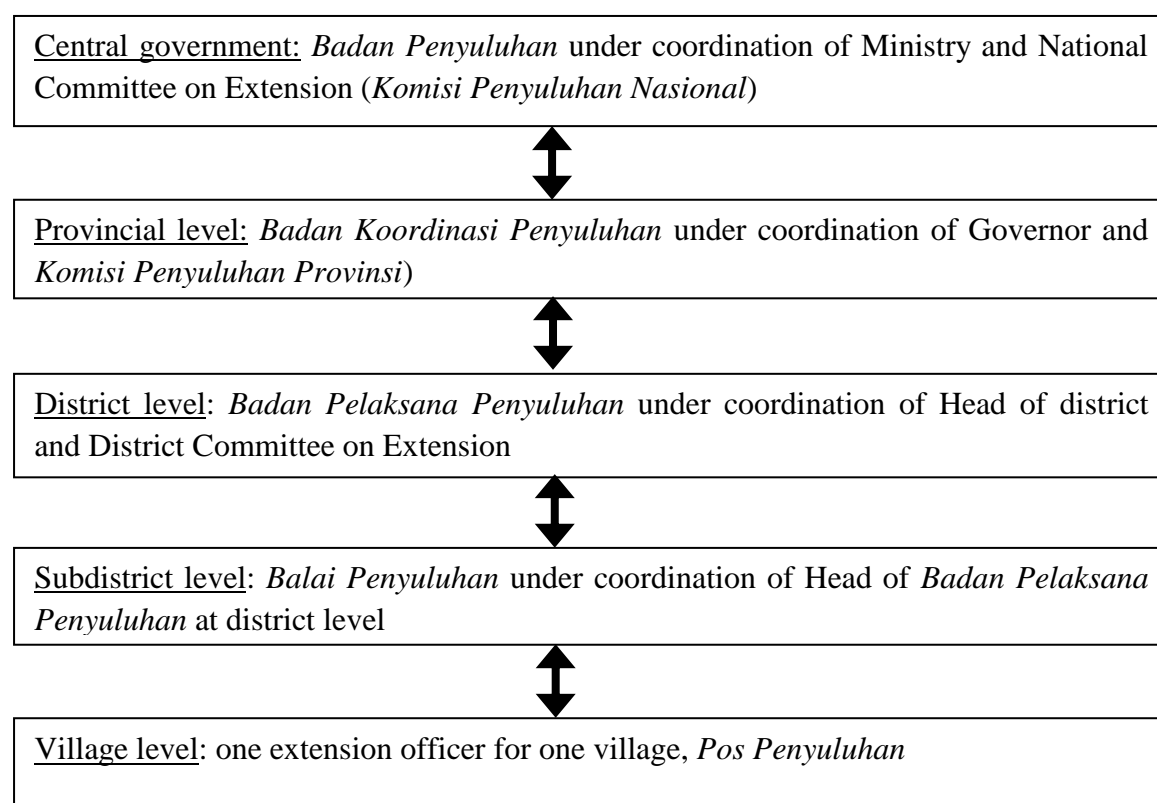 Central government: Badan Penyuluhan under coordination of Ministry and National
Committee on Extension (Komisi Penyuluhan Nasional)
Provincial level: Badan Koordinasi Penyuluhan under coordination of Governor and
Komisi Penyuluhan Provinsi)
District level: Badan Pelaksana Penyuluhan under coordination of Head of district
and District Committee on Extension
Subdistrict level: Balai Penyuluhan under coordination of Head of Badan Pelaksana
Penyuluhan at district level
Village level: one extension officer for one village, Pos Penyuluhan